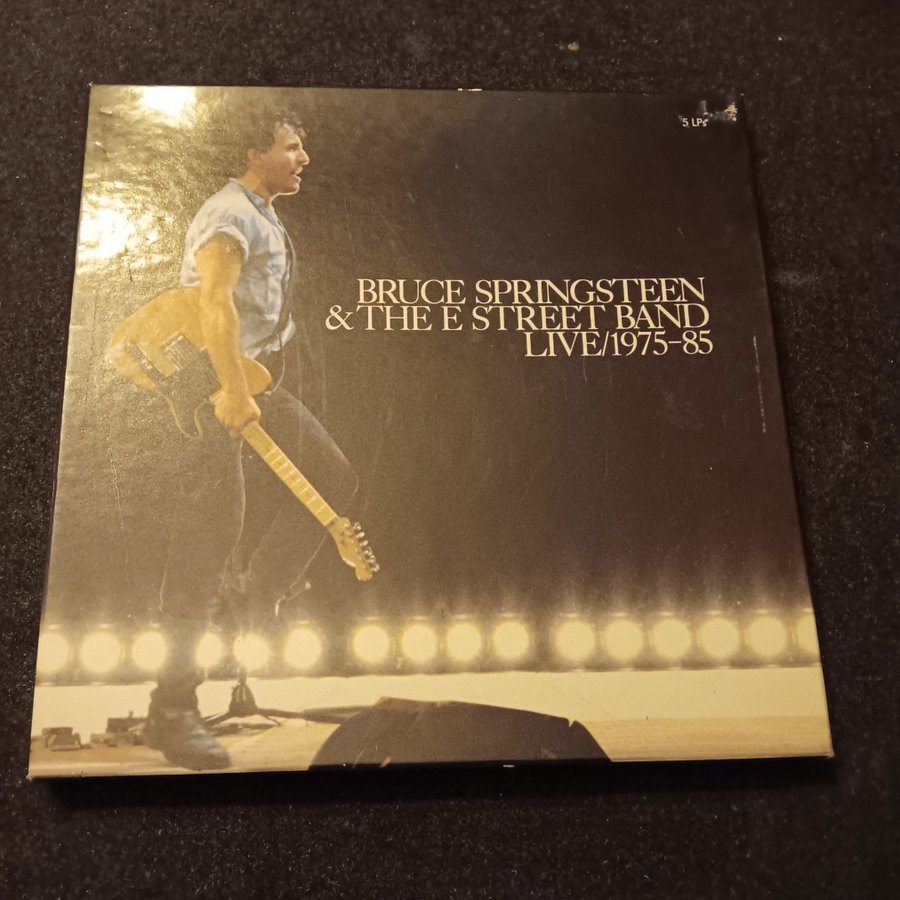 5 LPs
BRUCE SPRINGSTEEN
& THE E STREET BAND
LIVE/1975-85